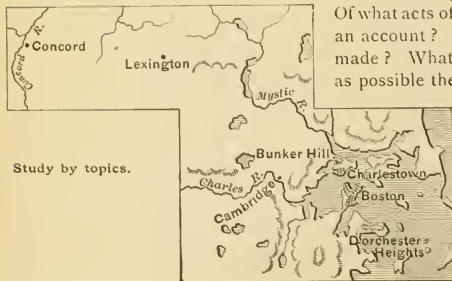 Of what acts of
an account ?
made ? What
as possible the
Concord R.
Concord
Lexington
Mystic R.
Study by topics.
Bunker Hill
Charles R.
Charlestown
Cambridge
Boston
Dorchester
Heights